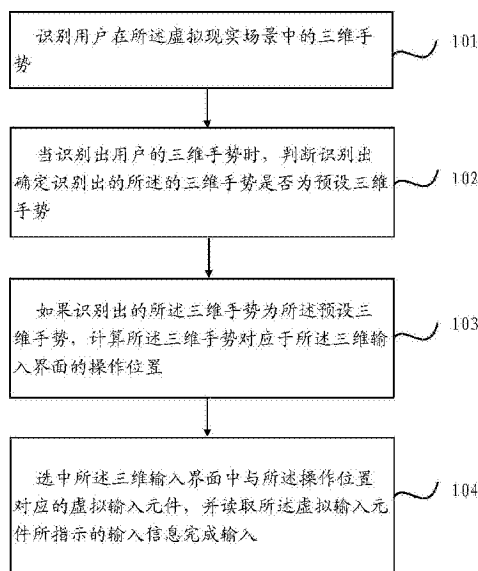 识别用户在所述虚拟现实场景中的三维手
势
101
当识别出用户的三维手势时，判断识别出
确定识别出的所述的三维手势是否为预设三维
手势
102
如果识别出的所述三维手势为所述预设三
维手势，计算所述三维手势对应于所述三维输
入界面的操作位置
103
选中所述三维输入界面中与所述操作位置
对应的虚拟输入元件，并读取所述虚拟输入元
件所指示的输入信息完成输入
104